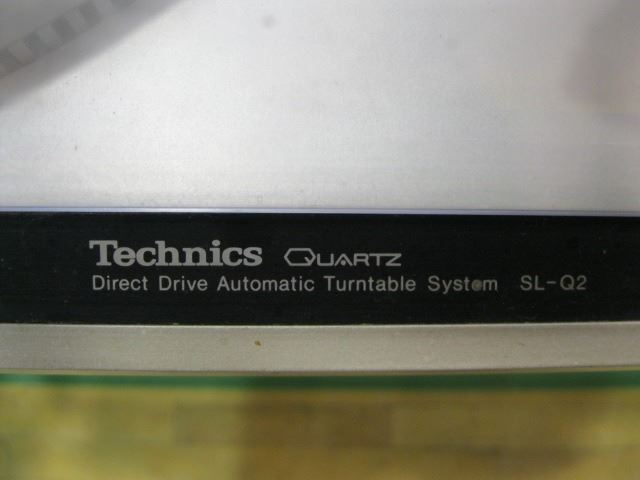 Technics QUARTZ
Direct Drive Automatic Turntable System SL-Q2